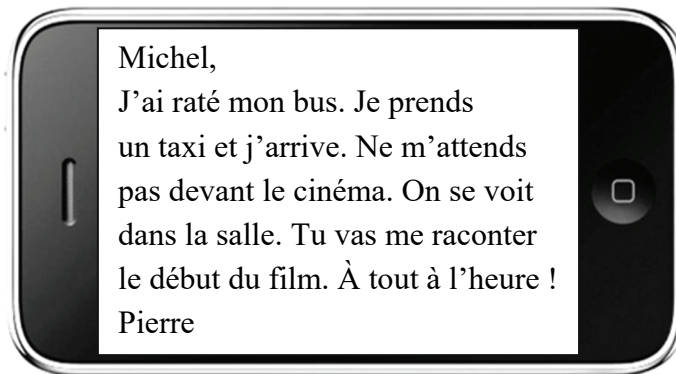 Michel,
J’ai raté mon bus. Je prends
un taxi et j’arrive. Ne m’attends
pas devant le cinéma. On se voit
dans la salle. Tu vas me raconter
le début du film. À tout à l’heure !
Pierre